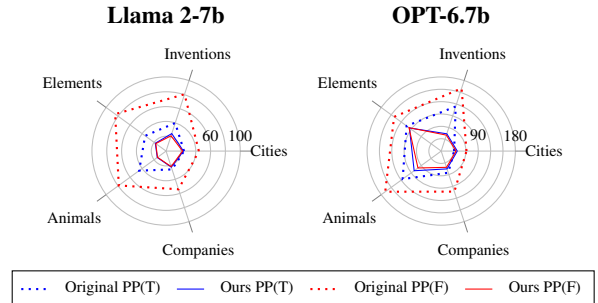 Llama 2-7b
OPT-6.7b
Inventions
Elements
60 100
Cities
Animals
Companies
Inventions
Elements
90 180
Cities
Animals
Companies
Original PP(T) Ours PP(T) Original PP(F) Ours PP(F)